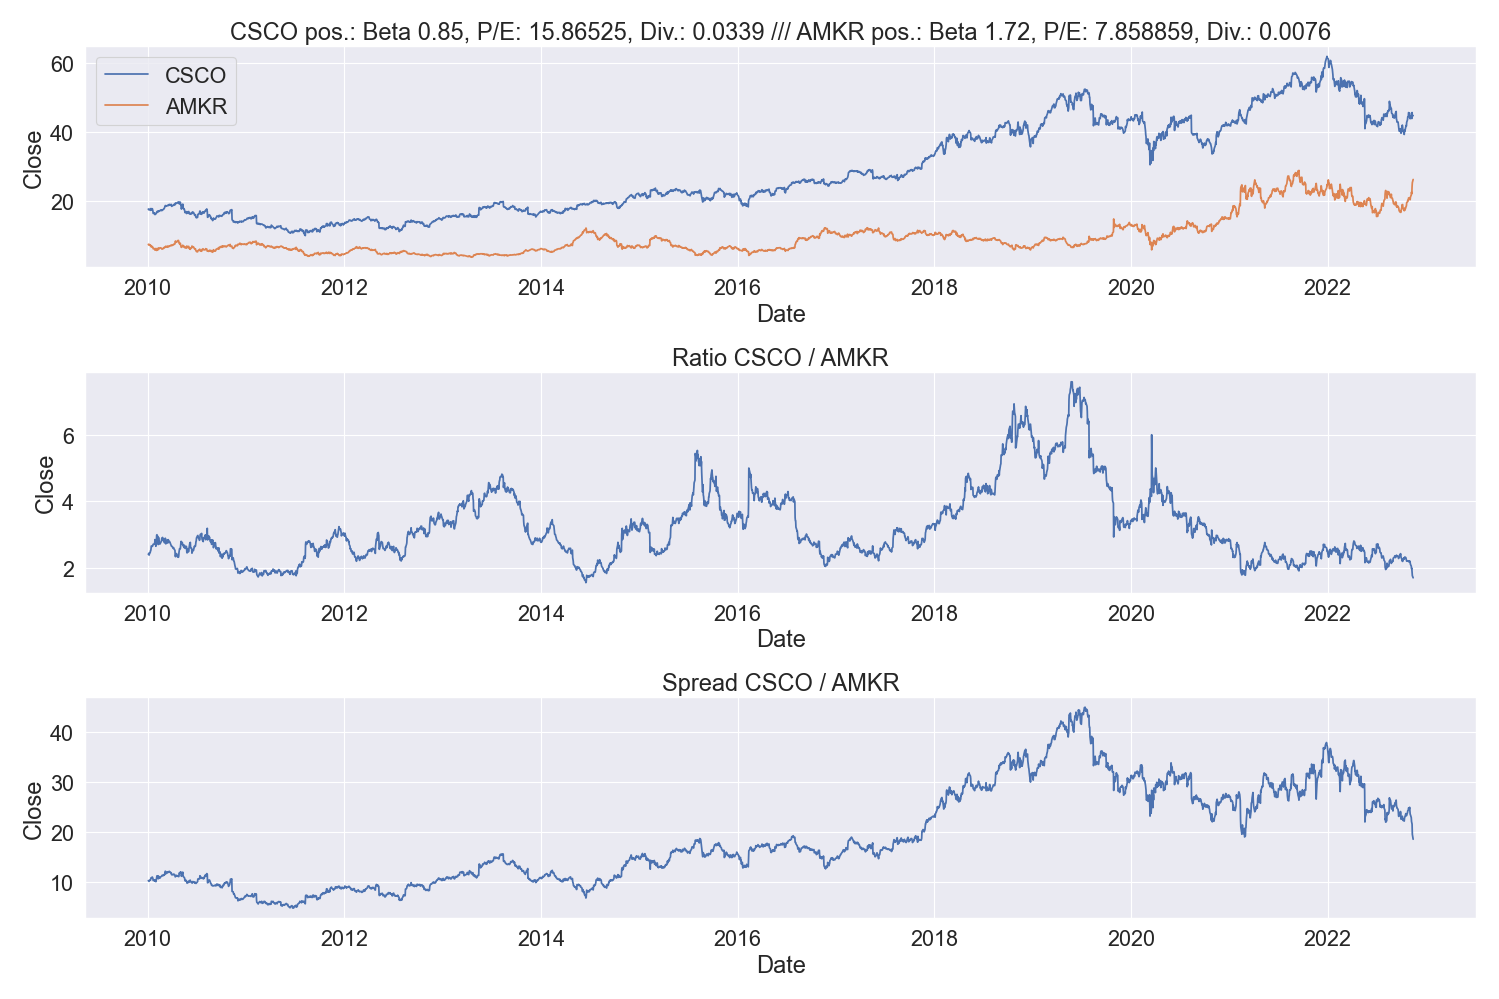 CSCO pos.: Beta 0.85, P/E: 15.86525, Div.: 0.0339 /// AMKR pos.: Beta 1.72, P/E: 7.858859, Div.: 0.0076
CSCO
AMKR
60
40
20
Close
2010 2012 2014 2016 2018 2020 2022
Date
Ratio CSCO / AMKR
6
4
2
Close
2010 2012 2014 2016 2018 2020 2022
Date
Spread CSCO / AMKR
40
30
20
10
Close
2010 2012 2014 2016 2018 2020 2022
Date